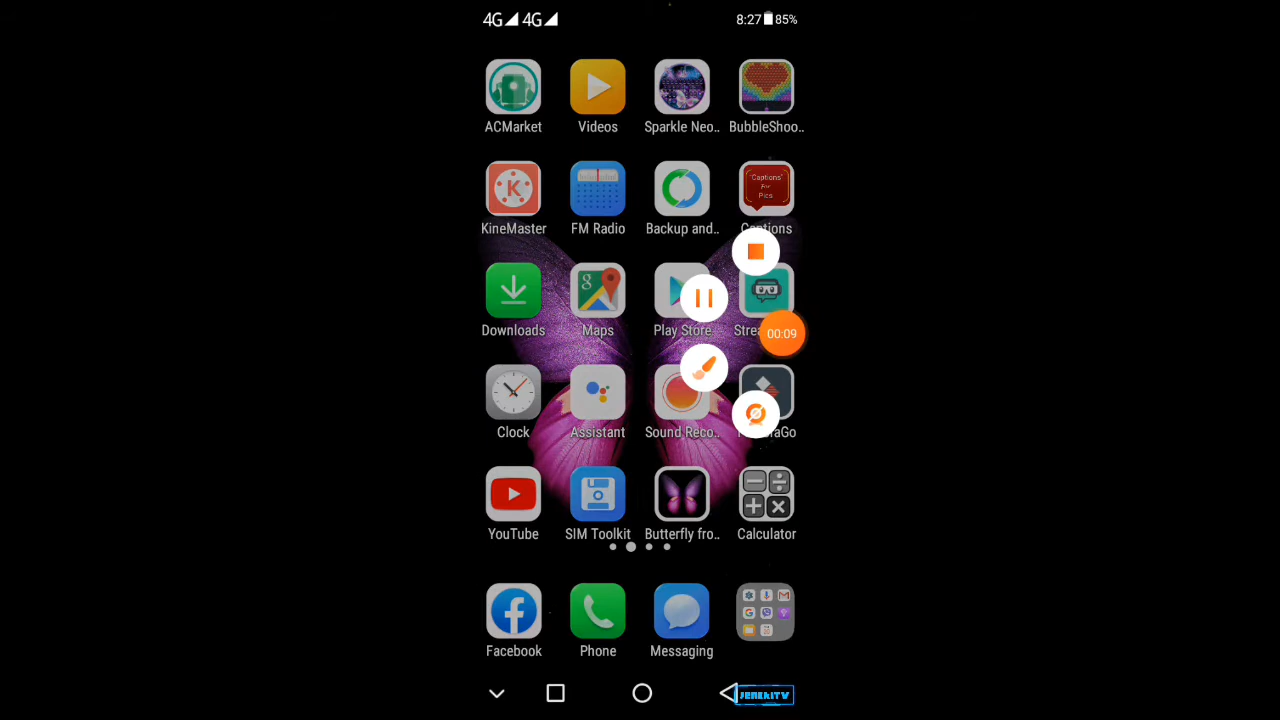 4G 4G 8:27 85%
ACMarket Videos Sparkle Neo.. BubbleShoo..
"Captions"
For
Pics
KineMaster FM Radio Backup and.. Captions
Downloads Maps Play Store
00:09
Clock Assistant Sound Reco..
YouTube SIM Toolkit Butterfly fro.. Calculator
Facebook Phone Messaging